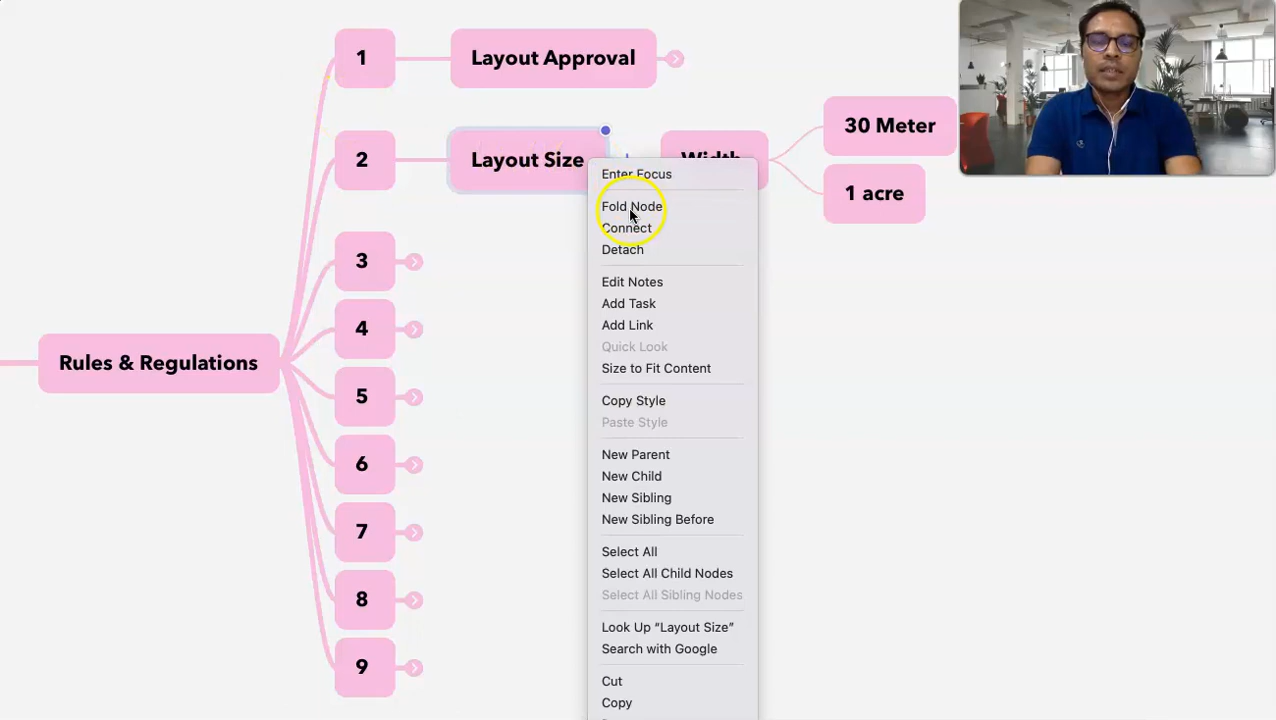 1
Layout Approval
2
Layout Size
Width
30 Meter
1 acre
3
4
Rules & Regulations
5
6
7
8
9
Enter Focus
Fold Node
Connect
Detach
Edit Notes
Add Task
Add Link
Quick Look
Size to Fit Content
Copy Style
Paste Style
New Parent
New Child
New Sibling
New Sibling Before
Select All
Select All Child Nodes
Select All Sibling Nodes
Look Up “Layout Size”
Search with Google
Cut
Copy